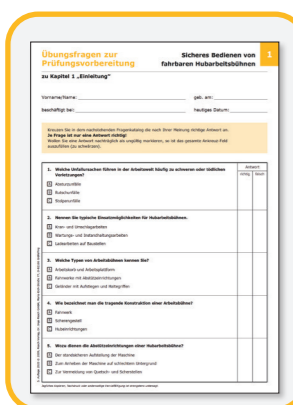 Übungsfragen zur
Prüfungsvorbereitung
Sicheres Bedienen von
fahrbaren Hubarbeitsbühnen
1
zu Kapitel 1 „Einleitung"
Vorname/Name:
geb. am:
beschäftigt bei:
heutiges Datum:
Kreuzen Sie in dem nachstehenden Fragenkatalog die nach Ihrer Meinung richtige Antwort an.
Je Frage ist nur eine Antwort richtig!
Wollen Sie eine Antwort nachträglich als ungültig markieren, so ist das gesamte Antwort-Feld
auszufüllen (zu schwärzen).
Antwort
richtig falsch
1. Welche Unfallursachen führen in der Arbeitswelt häufig zu schweren oder tödlichen
Verletzungen?
A Absturzunfälle
B Rutschunfälle
C Stolperunfälle
2. Nennen Sie typische Einsatzmöglichkeiten für Hubarbeitsbühnen.
A Kran- und Umschlagarbeiten
B Wartungs- und Instandhaltungsarbeiten
C Ladearbeiten auf Baustellen
3. Welche Typen von Arbeitsbühnen kennen Sie?
A Arbeitskorb und Arbeitsplattform
B Fahrwerke mit Abstützeinrichtungen
C Geländer mit Aufstiegen und Haltegriffen
4. Wie bezeichnet man die tragende Konstruktion einer Arbeitsbühne?
A Fahrwerk
B Scherengestell
C Hubeinrichtungen
5. Wozu dienen die Abstützeinrichtungen einer Hubarbeitsbühne?
A Der standsicheren Aufstellung der Maschine
B Zum Anheben der Maschine auf schlechtem Untergrund
C Zur Vermeidung von Quetsch- und Scherstellen